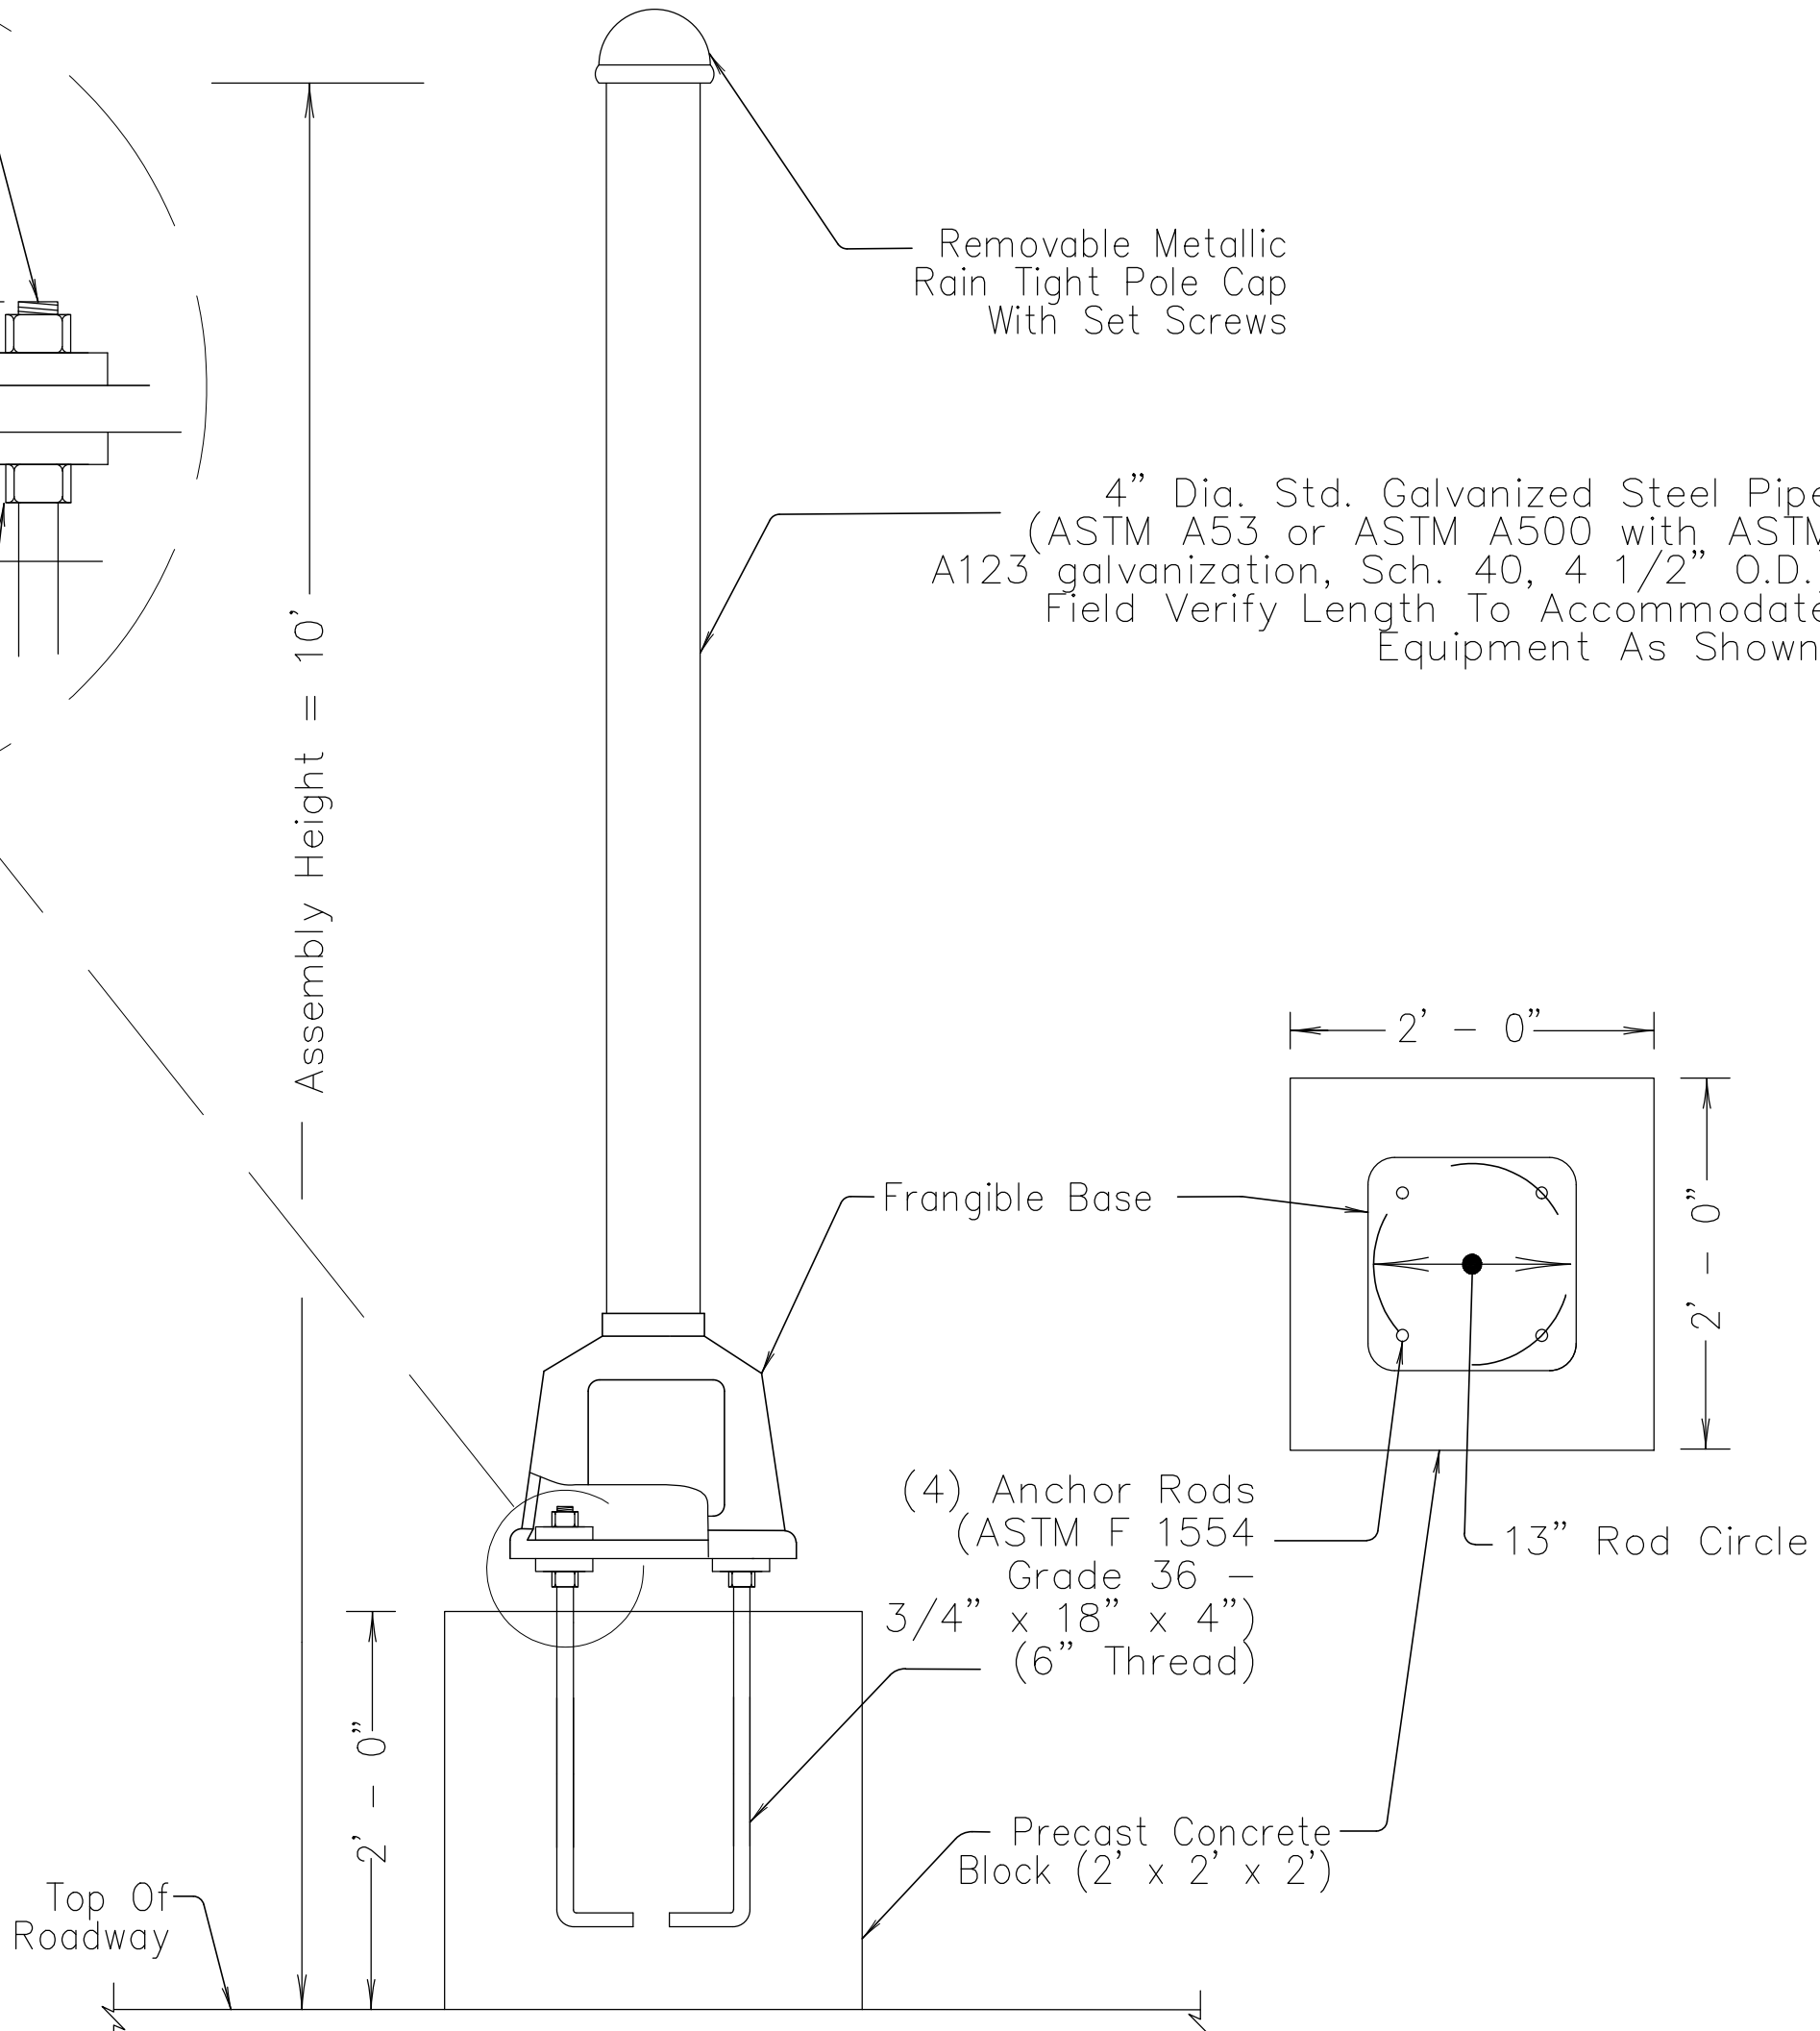 Removable Metallic
Rain Tight Pole Cap
With Set Screws
4" Dia. Std. Galvanized Steel Pipe
(ASTM A53 or ASTM A500 with ASTM
A123 galvanization, Sch. 40, 4 1/2" O.D.
Field Verify Length To Accommodate
Equipment As Shown
Assembly Height = 10'
2' - 0"
2' - 0"
Frangible Base
(4) Anchor Rods
(ASTM F 1554
Grade 36 -
3/4" x 18" x 4")
(6" Thread)
13" Rod Circle
2' - 0"
Precast Concrete
Block (2' x 2' x 2')
Top Of
Roadway